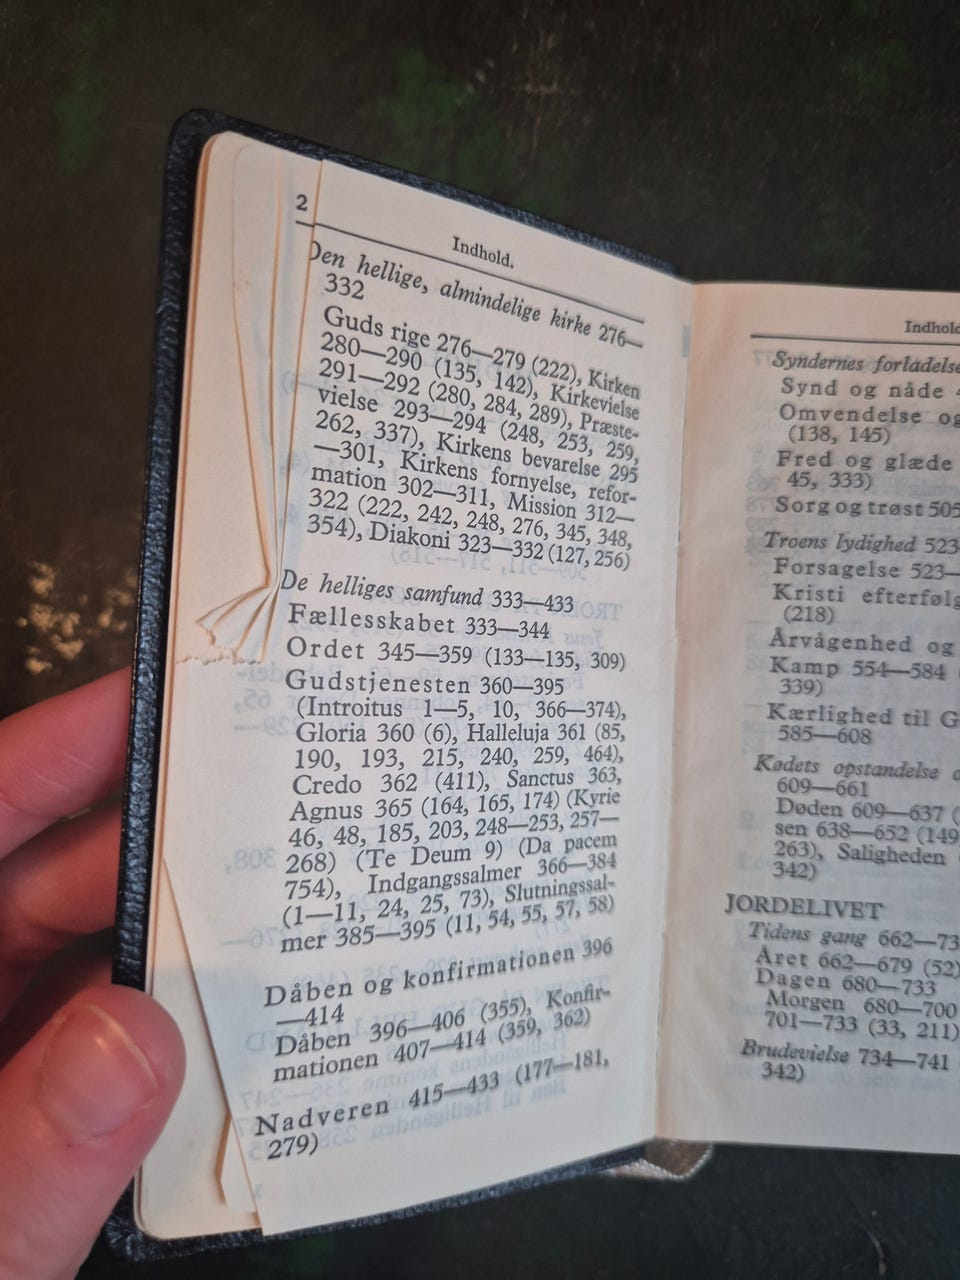 2
Indhold.
Den hellige, almindelige kirke 276—
332
Guds rige 276—279 (222), Kirken
280—290 (135, 142), Kirkevielse
291—292 (280, 284, 289), Præste-
vielse 293—294 (248, 253, 259,
262, 337), Kirkens bevarelse 295
—301, Kirkens fornyelse, refor-
mation 302—311, Mission 312—
322 (222, 242, 248, 276, 345, 348,
354), Diakoni 323—332 (127, 256)
De helliges samfund 333—433
Fællesskabet 333—344
Ordet 345—359 (133—135, 309)
Gudstjenesten 360—395
(Introitus 1—5, 10, 366—374),
Gloria 360 (6), Halleluja 361 (85,
190, 193, 215, 240, 259, 464),
Credo 362 (411), Sanctus 363,
Agnus 365 (164, 165, 174) (Kyrie
46, 48, 185, 203, 248—253, 257—
268) (Te Deum 9) (Da pacem
754), Indgangssalmer 366—384
(1—11, 24, 25, 73), Slutningssal-
mer 385—395 (11, 54, 55, 57, 58)
Dåben og konfirmationen 396
—414
Dåben 396—406 (355), Konfir-
mationen 407—414 (359, 362)
Nadveren 415—433 (177—181,
279)
Indhold
Syndernes forladelse
Synd og nåde
Omvendelse og
(138, 145)
Fred og glæde
45, 333)
Sorg og trøst 505
Troens lydighed 523
Forsagelse 523—
Kristi efterfølg
(218)
Årvågenhed og
Kamp 554—584
339)
Kærlighed til G
585—608
Kødets opstandelse
609—661
Døden 609—637 (
sen 638—652 (149
263), Saligheden
342)
JORDELIVET
Tidens gang 662—73
Året 662—679 (52)
Dagen 680—733
Morgen 680—700
701—733 (33, 211)
Brudevielse 734—741
342)